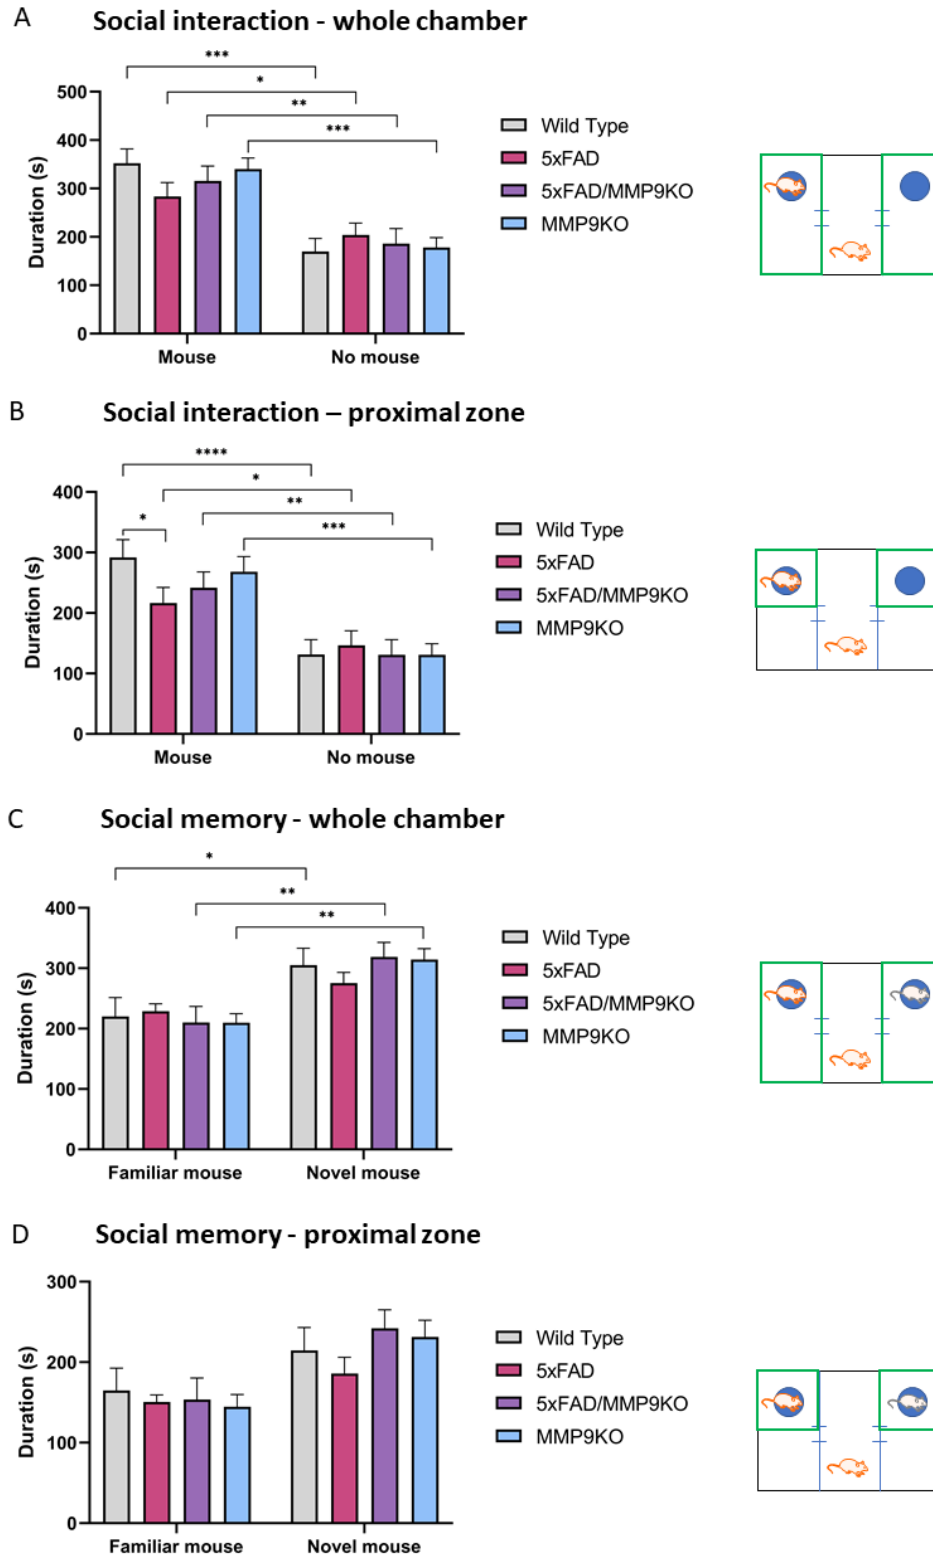 A
Social interaction - whole chamber
***
*
**
***
500
400
300
200
100
0
Duration (s)
Mouse
No mouse
Wild Type
5xFAD
5xFAD/MMP9KO
MMP9KO
B
Social interaction – proximal zone
****
*
**
***
*
400
300
200
100
0
Duration (s)
Mouse
No mouse
Wild Type
5xFAD
5xFAD/MMP9KO
MMP9KO
C
Social memory - whole chamber
*
**
**
400
300
200
100
0
Duration (s)
Familiar mouse
Novel mouse
Wild Type
5xFAD
5xFAD/MMP9KO
MMP9KO
D
Social memory - proximal zone
300
200
100
0
Duration (s)
Familiar mouse
Novel mouse
Wild Type
5xFAD
5xFAD/MMP9KO
MMP9KO